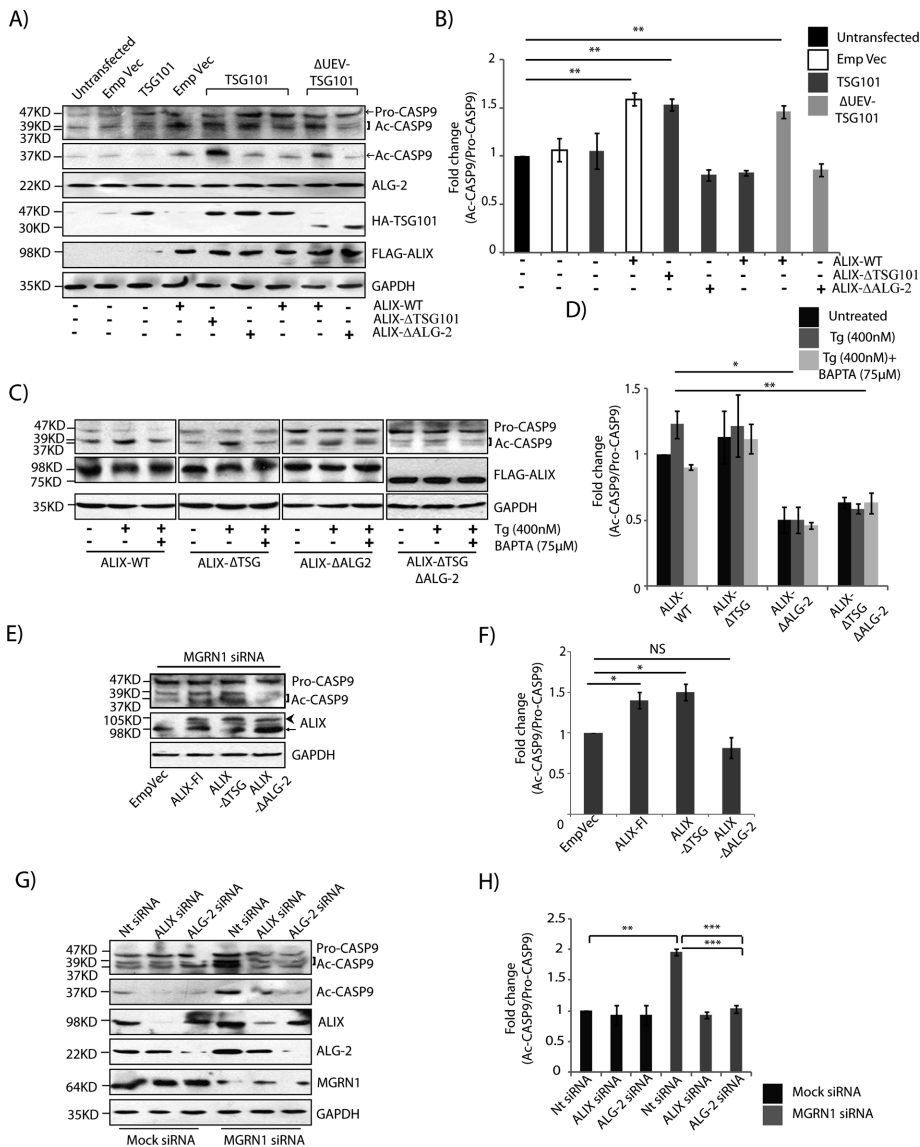 A)
Untransfected
Emp Vec
TSG101
Emp Vec
TSG101
ΔUEV-
TSG101
47KD
39KD
37KD
Pro-CASP9
Ac-CASP9
37KD
Ac-CASP9
22KD
ALG-2
47KD
30KD
HA-TSG101
98KD
FLAG-ALIX
35KD
GAPDH
- - - + - - + + - ALIX-WT
- - - - + - - - - ALIX-ΔTSG101
- - - - - + - - + ALIX-ΔALG-2
B)
Untransfected
Emp Vec
TSG101
ΔUEV-
TSG101
**
**
**
Fold change
(Ac-CASP9/Pro-CASP9)
2
1.5
1
0.5
0
- - - + - - + + - ALIX-WT
- - - - + - - - - ALIX-ΔTSG101
- - - - - + - - + ALIX-ΔALG-2
C)
47KD
39KD
37KD
Pro-CASP9
Ac-CASP9
98KD
75KD
FLAG-ALIX
35KD
GAPDH
- + + - + + - + + - + + Tg (400nM)
- - + - - + - - + - - + BAPTA (75μM)
ALIX-WT
ALIX-ΔTSG
ALIX-ΔALG2
ALIX-ΔTSG
ΔALG-2
D)
Untreated
Tg (400nM)
Tg (400nM)+
BAPTA (75μM)
*
**
Fold change
(Ac-CASP9/Pro-CASP9)
1.5
1
0.5
0
ALIX-
WT
ALIX-
ΔTSG
ALIX-
ΔALG-2
ALIX-
ΔTSG
ΔALG-2
E)
MGRN1 siRNA
47KD
39KD
37KD
Pro-CASP9
Ac-CASP9
105KD
98KD
ALIX
GAPDH
EmpVec
ALIX-Fl
ALIX
-ΔTSG
ALIX
-ΔALG-2
F)
NS
*
*
Fold change
(Ac-CASP9/Pro-CASP9)
2
1.5
1
0.5
0
EmpVec
ALIX-Fl
ALIX
-ΔTSG
ALIX
-ΔALG-2
G)
Nt siRNA
ALIX siRNA
ALG-2 siRNA
Nt siRNA
ALIX siRNA
ALG-2 siRNA
47KD
39KD
37KD
Pro-CASP9
Ac-CASP9
37KD
Ac-CASP9
98KD
ALIX
22KD
ALG-2
64KD
MGRN1
35KD
GAPDH
Mock siRNA
MGRN1 siRNA
H)
**
***
***
Fold change
(Ac-CASP9/Pro-CASP9)
2.5
2
1.5
1
0.5
0
Nt siRNA
ALIX siRNA
ALG-2 siRNA
Nt siRNA
ALIX siRNA
ALG-2 siRNA
Mock siRNA
MGRN1 siRNA